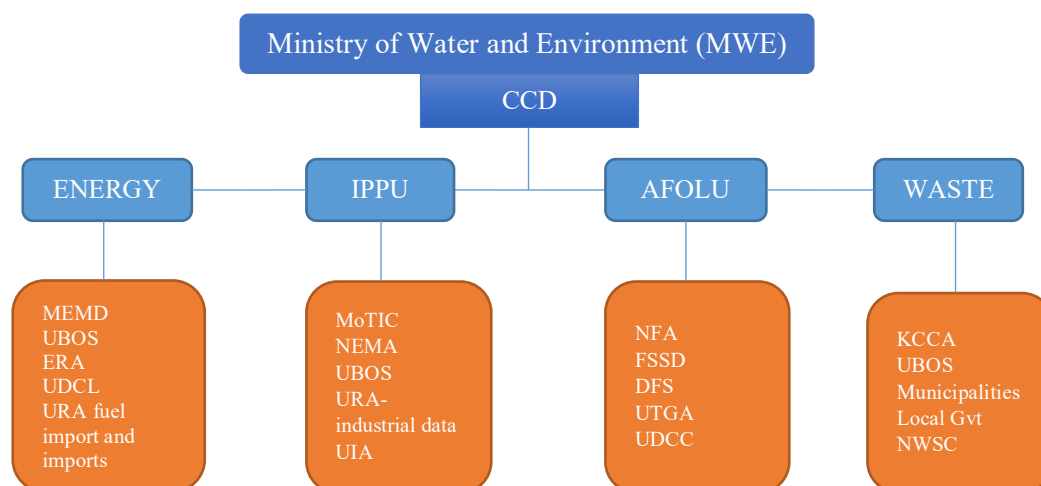 Ministry of Water and Environment (MWE)
CCD
ENERGY
IPPU
AFOLU
WASTE
MEMD
UBOS
ERA
UDCL
URA fuel
import and
imports
MoTIC
NEMA
UBOS
URA-
industrial data
UIA
NFA
FSSD
DFS
UTGA
UDCC
KCCA
UBOS
Municipalities
Local Gvt
NWSC